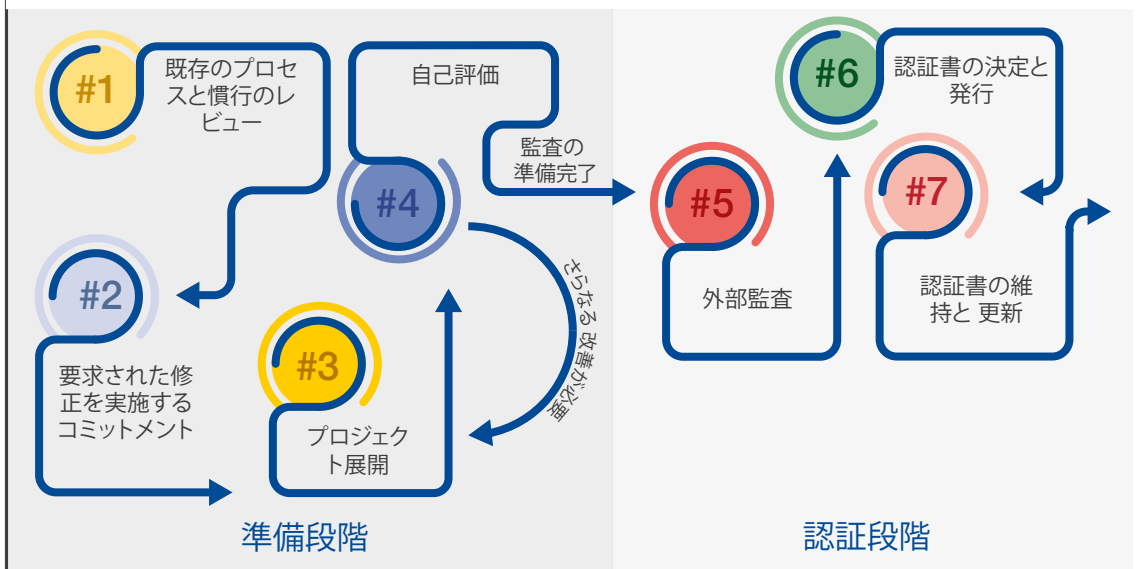 #1
既存のプロセ
スと慣行のレ
ビュー
#2
要求された修
正を実施する
コミットメント
#3
プロジェク
ト展開
#4
自己評価
監査の
準備完了
さらなる 改善が必要
準備段階
#5
外部監査
#6
認証書の決定と
発行
#7
認証書の維
持と 更新
認証段階